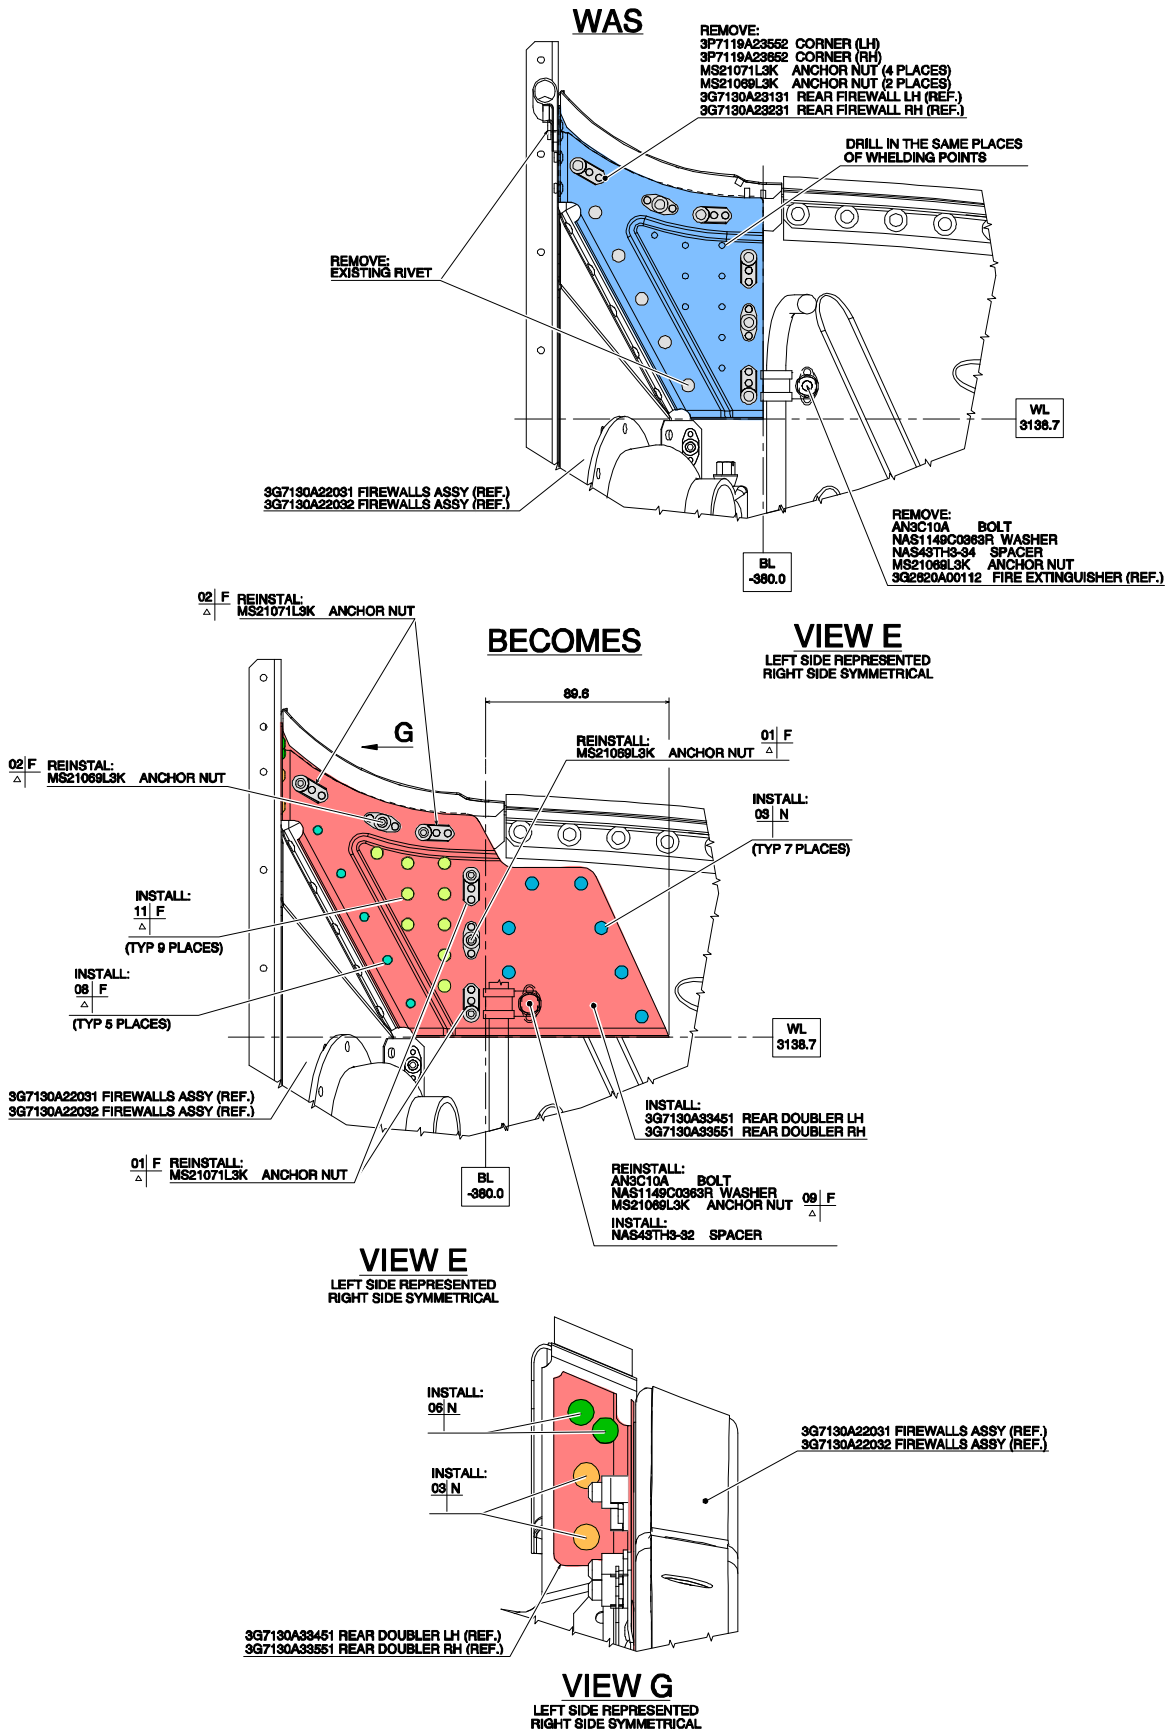 WAS
REMOVE:
3P7119A23552 CORNER (LH)
3P7119A23652 CORNER (RH)
MS21071L3K ANCHOR NUT (4 PLACES)
MS21069L3K ANCHOR NUT (2 PLACES)
3G7130A23131 REAR FIREWALL LH (REF.)
3G7130A23231 REAR FIREWALL RH (REF.)
DRILL IN THE SAME PLACES
OF WHELDING POINTS
REMOVE:
EXISTING RIVET
WL
3138.7
3G7130A22031 FIREWALLS ASSY (REF.)
3G7130A22032 FIREWALLS ASSY (REF.)
REMOVE:
AN3C10A BOLT
NAS1149C0363R WASHER
NAS43TH3-34 SPACER
MS21069L3K ANCHOR NUT
3G2620A00112 FIRE EXTINGUISHER (REF.)
BL
-380.0
VIEW E
LEFT SIDE REPRESENTED
RIGHT SIDE SYMMETRICAL
BECOMES
02 F REINSTAL:
MS21071L3K ANCHOR NUT
89.6
G
REINSTALL: 01 F
MS21069L3K ANCHOR NUT
02 F REINSTAL:
MS21069L3K ANCHOR NUT
INSTALL:
03 N
(TYP 7 PLACES)
INSTALL:
11 F
(TYP 9 PLACES)
INSTALL:
08 F
(TYP 5 PLACES)
WL
3138.7
3G7130A22031 FIREWALLS ASSY (REF.)
3G7130A22032 FIREWALLS ASSY (REF.)
INSTALL:
3G7130A33451 REAR DOUBLER LH
3G7130A33551 REAR DOUBLER RH
01 F REINSTALL:
MS21071L3K ANCHOR NUT
BL
-380.0
REINSTALL:
AN3C10A BOLT
NAS1149C0363R WASHER
MS21069L3K ANCHOR NUT 09 F
INSTALL:
NAS43TH3-32 SPACER
VIEW E
LEFT SIDE REPRESENTED
RIGHT SIDE SYMMETRICAL
INSTALL:
06 N
INSTALL:
03 N
3G7130A22031 FIREWALLS ASSY (REF.)
3G7130A22032 FIREWALLS ASSY (REF.)
3G7130A33451 REAR DOUBLER LH (REF.)
3G7130A33551 REAR DOUBLER RH (REF.)
VIEW G
LEFT SIDE REPRESENTED
RIGHT SIDE SYMMETRICAL